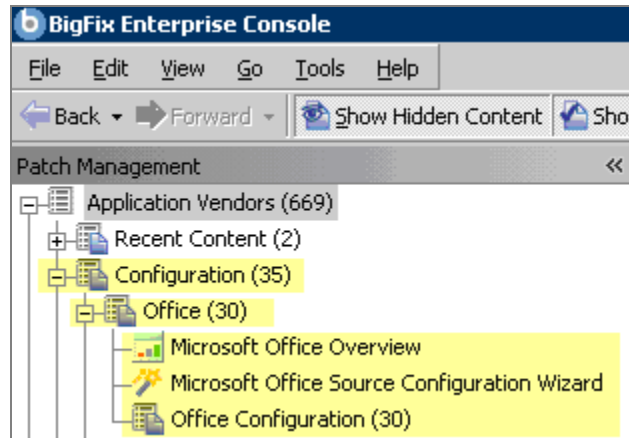 BigFix Enterprise Console
File Edit View Go Tools Help
Back Forward Show Hidden Content Sho
Patch Management «
Application Vendors (669)
Recent Content (2)
Configuration (35)
Office (30)
Microsoft Office Overview
Microsoft Office Source Configuration Wizard
Office Configuration (30)